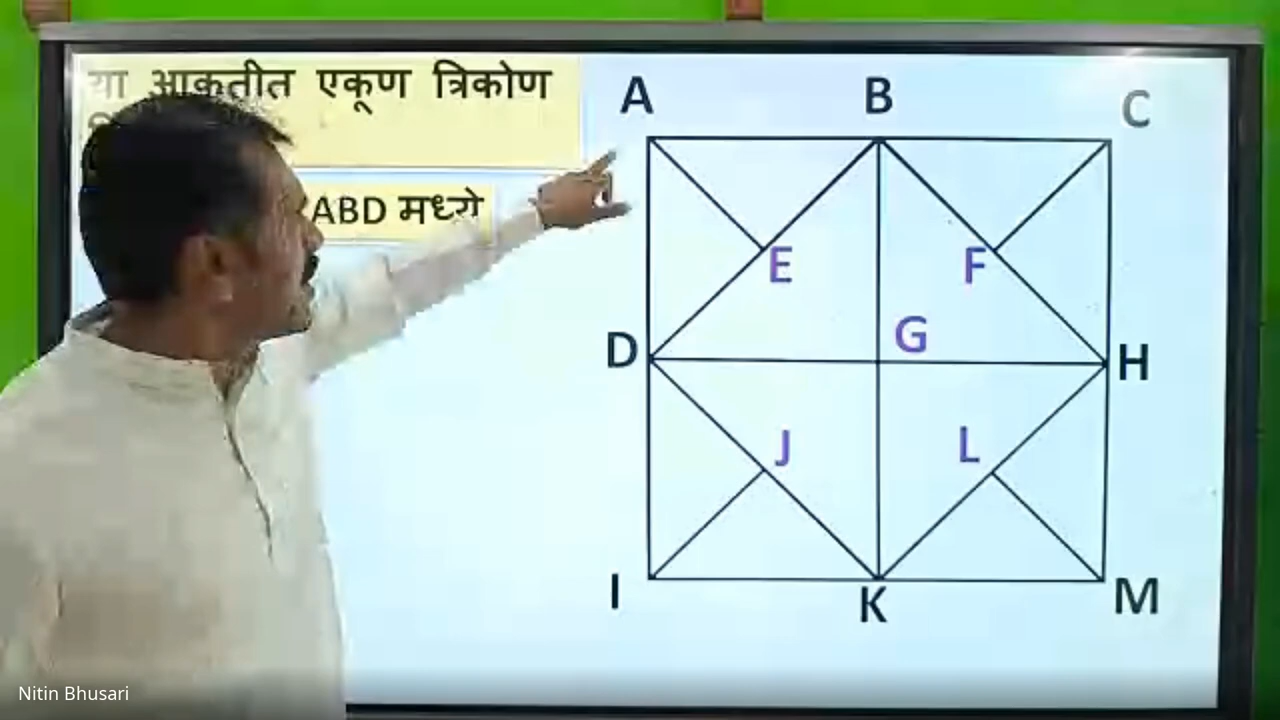 या आकृतीत एकूण त्रिकोण
ABD मध्ये
A B C
E F
G
D H
J L
I K M
Nitin Bhusari